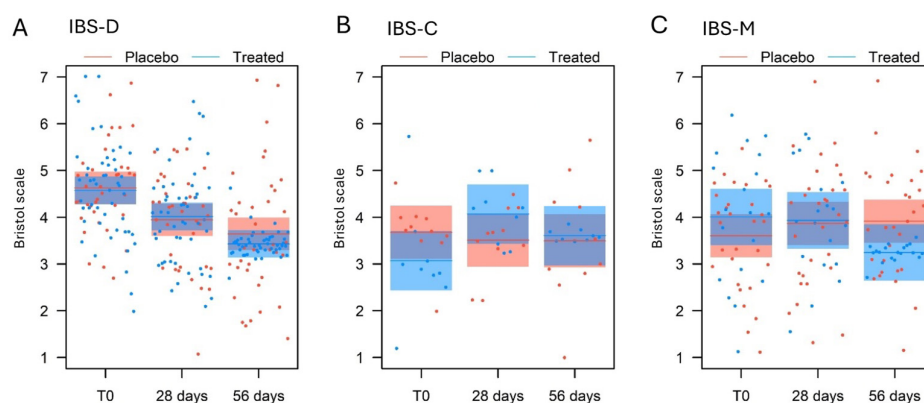 A IBS-D
Placebo Treated
Bristol scale
7
6
5
4
3
2
1
T0 28 days 56 days
B IBS-C
Placebo Treated
Bristol scale
7
6
5
4
3
2
1
T0 28 days 56 days
C IBS-M
Placebo Treated
Bristol scale
7
6
5
4
3
2
1
T0 28 days 56 days